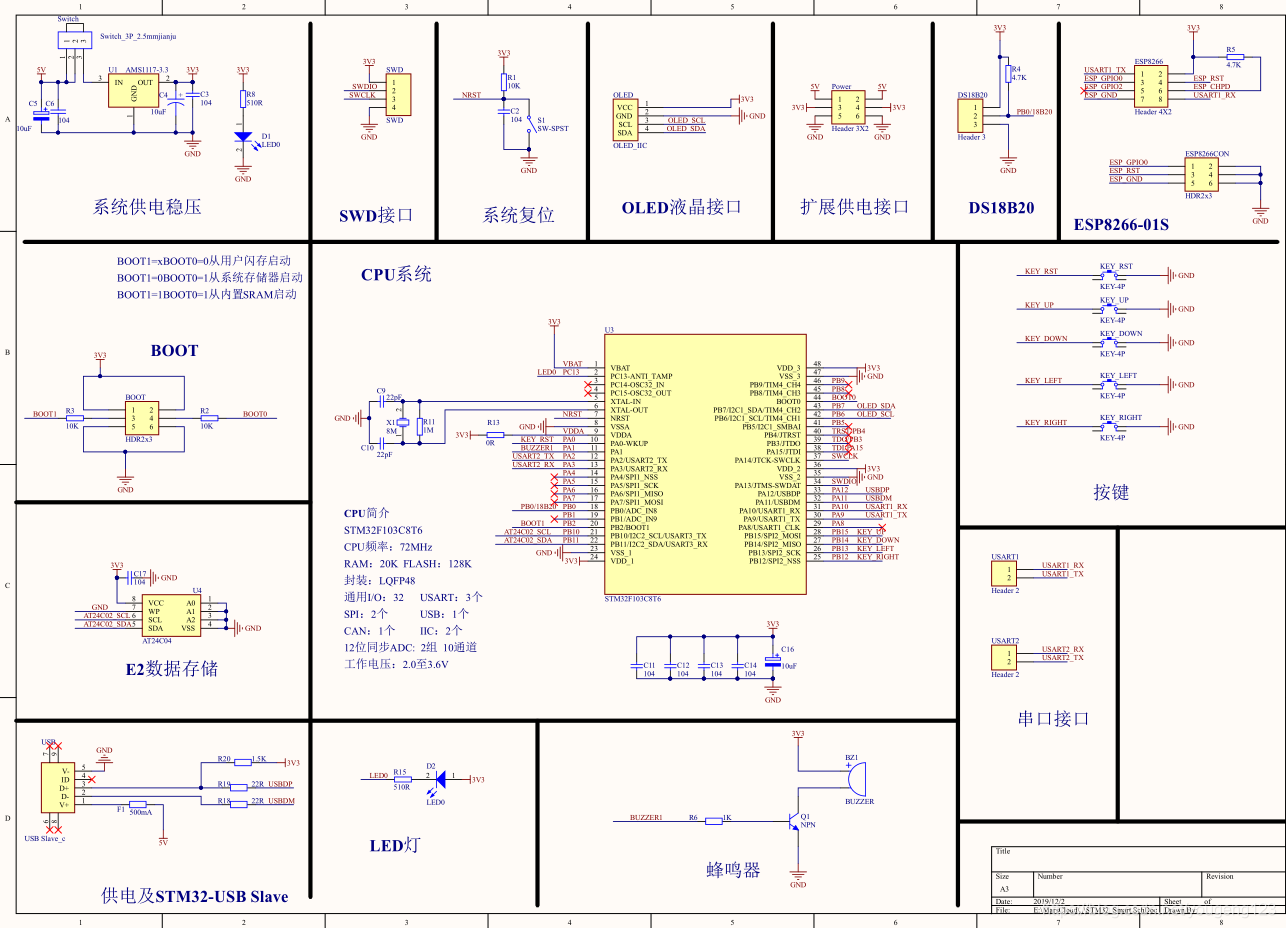 1 2 3 4 5 6 7 8
A
Switch
Switch_3P_2.5mmjianju
1 2 3
5V
U1 AMS1117-3.3
3 IN OUT 2
GND
1
3V3
C5
10uF
C6
104
C4
10uF
C3
104
GND
3V3
R8
510R
D1
LED0
1
2
GND
系统供电稳压
SWD
3V3
SWDIO
SWCLK
1
2
3
4
SWD
GND
SWD接口
3V3
R1
10K
NRST
C2
104
S1
SW-SPST
GND
系统复位
OLED
VCC 1 3V3
GND 2 GND
SCL 3 OLED_SCL
SDA 4 OLED_SDA
OLED_IIC
OLED液晶接口
Power
5V 1 2 5V
3V3 3 4 3V3
5 6
GND GND
Header 3X2
扩展供电接口
3V3
R4
4.7K
DS18B20
1
2
3
PB0/18B20
Header 3
GND
DS18B20
3V3
R5
4.7K
ESP8266
USART1_TX 1 2
ESP_GPIO0 3 4 ESP_RST
ESP_GPIO2 5 6 ESP_CHPD
ESP_GND 7 8 USART1_RX
Header 4X2
ESP8266CON
ESP_GPIO0 1 2
ESP_RST 3 4
ESP_GND 5 6
HDR2x3
GND
ESP8266-01S
B
BOOT1=xBOOT0=0从用户闪存启动
BOOT1=0BOOT0=1从系统存储器启动
BOOT1=1BOOT0=1从内置SRAM启动
BOOT
3V3
BOOT
BOOT1 R3
10K
1 2
3 4
5 6
HDR2x3
R2 BOOT0
10K
GND
CPU系统
3V3
U3
C9
22pF
X1
8M
1
2
R11
1M
C10
22pF
GND
3V3
R13
0R
GND
VBAT 1 VBAT
LED0 PC13 2 PC13-ANTI_TAMP
3 PC14-OSC32_IN
4 PC15-OSC32_OUT
5 XTAL-IN
6 XTAL-OUT
NRST 7 NRST
8 VSSA
VDDA 9 VDDA
KEY_RST PA0 10 PA0-WKUP
BUZZER1 PA1 11 PA1
USART2_TX PA2 12 PA2/USART2_TX
USART2_RX PA3 13 PA3/USART2_RX
PA4 14 PA4/SPI1_NSS
PA5 15 PA5/SPI1_SCK
PA6 16 PA6/SPI1_MISO
PA7 17 PA7/SPI1_MOSI
PB0/18B20 PB0 18 PB0/ADC_IN8
PB1 19 PB1/ADC_IN9
BOOT1 PB2 20 PB2/BOOT1
AT24C02_SCL PB10 21 PB10/I2C2_SCL/USART3_TX
AT24C02_SDA PB11 22 PB11/I2C2_SDA/USART3_RX
GND 23 VSS_1
3V3 24 VDD_1
VDD_3 48 3V3
VSS_3 47 GND
PB9/TIM4_CH4 46 PB9
PB8/TIM4_CH3 45 PB8
BOOT0 44 BOOT0
PB7/I2C1_SDA/TIM4_CH2 43 PB7 OLED_SDA
PB6/I2C1_SCL/TIM4_CH1 42 PB6 OLED_SCL
PB5/I2C1_SMBAI 41 PB5
PB4/JTRST 40 TRST PB4
PB3/JTDO 39 TDO PB3
PA15/JTDI 38 TDI PA15
PA14/JTCK-SWCLK 37 SWCLK
VDD_2 36 3V3
VSS_2 35 GND
PA13/JTMS-SWDAT 34 SWDIO
PA12/USBDP 33 PA12 USBDP
PA11/USBDM 32 PA11 USBDM
PA10/USART1_RX 31 PA10 USART1_RX
PA9/USART1_TX 30 PA9 USART1_TX
PA8/USART1_CLK 29 PA8
PB15/SPI2_MOSI 28 PB15 KEY_UP
PB14/SPI2_MISO 27 PB14 KEY_DOWN
PB13/SPI2_SCK 26 PB13 KEY_LEFT
PB12/SPI2_NSS 25 PB12 KEY_RIGHT
STM32F103C8T6
CPU简介
STM32F103C8T6
CPU频率：72MHz
RAM：20K FLASH：128K
封装：LQFP48
通用I/O：32 USART：3个
SPI：2个 USB：1个
CAN：1个 IIC：2个
12位同步ADC: 2组 10通道
工作电压：2.0至3.6V
3V3
C11
104
C12
104
C13
104
C14
104
C16
10uF
GND
KEY_RST KEY_RST GND
KEY-4P
KEY_UP KEY_UP GND
KEY-4P
KEY_DOWN KEY_DOWN GND
KEY-4P
KEY_LEFT KEY_LEFT GND
KEY-4P
KEY_RIGHT KEY_RIGHT GND
KEY-4P
按键
C
3V3
C17
104
GND
U4
8 VCC A0 1
GND 7 WP A1 2
AT24C02_SCL 6 SCL A2 3
AT24C02_SDA 5 SDA VSS 4
GND
AT24C04
E2数据存储
USART1
1 USART1_RX
2 USART1_TX
Header 2
USART2
1 USART2_RX
2 USART2_TX
Header 2
串口接口
D
USB
7 9
GND
V- 5
ID 4
D+ 3
D- 2
V+ 1
6 8
USB Slave_c
R20 1.5K 3V3
R19 22R USBDP
R18 22R USBDM
F1 500mA
5V
供电及STM32-USB Slave
LED0 R15
510R
D2
2 1
LED0
3V3
LED灯
3V3
BZ1
BUZZER
BUZZER1 R6 1K
Q1
NPN
GND
蜂鸣器
Title
Size
A3
Number
Revision
Date: 2019/12/2 Sheet of
File: Drawn By:
1 2 3 4 5 6 7 8